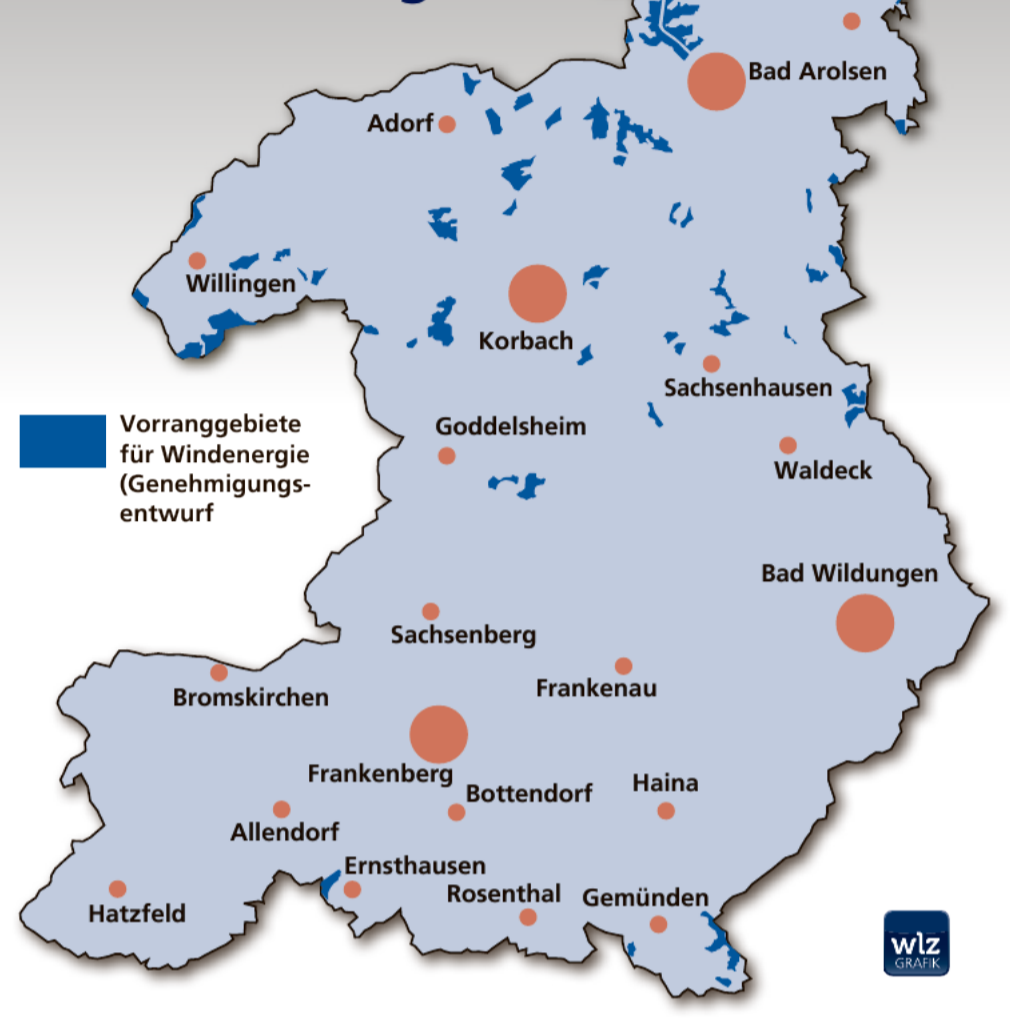 Bad Arolsen
Adorf
Willingen
Korbach
Sachsenhausen
Vorranggebiete
für Windenergie
(Genehmigungs-
entwurf
Goddelsheim
Waldeck
Bad Wildungen
Sachsenberg
Frankenau
Bromskirchen
Frankenberg
Bottendorf
Haina
Allendorf
Ernsthausen
Rosenthal
Gemünden
Hatzfeld
wlz
GRAFIK